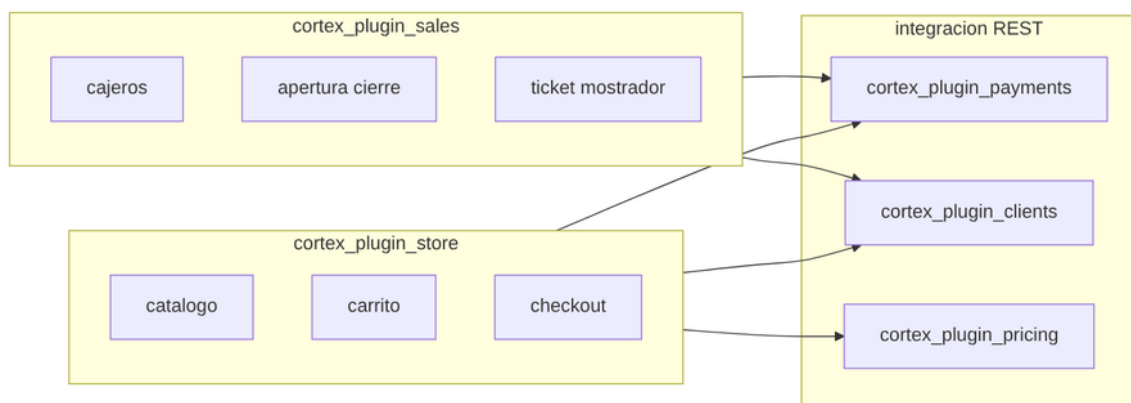 cortex_plugin_sales
cajeros
apertura cierre
ticket mostrador
integracion REST
cortex_plugin_payments
cortex_plugin_clients
cortex_plugin_pricing
cortex_plugin_store
catalogo
carrito
checkout